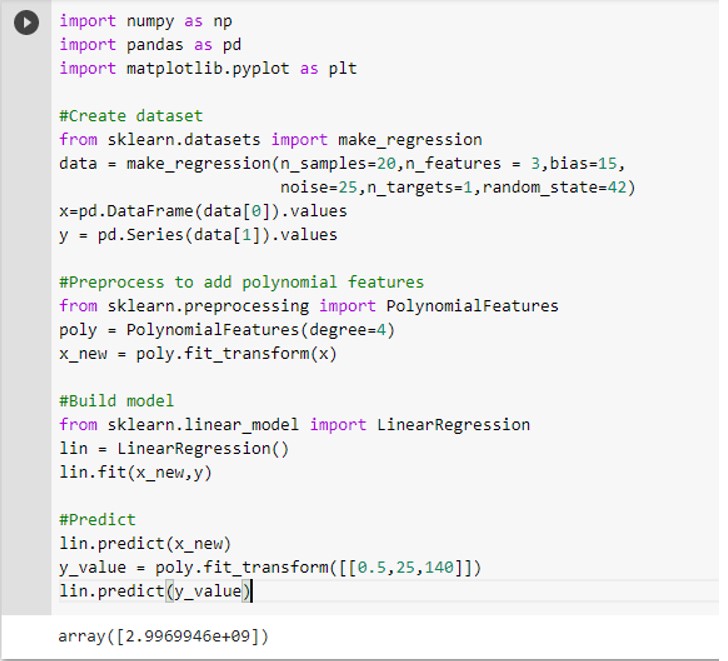 import numpy as np
import pandas as pd
import matplotlib.pyplot as plt
#Create dataset
from sklearn.datasets import make_regression
data = make_regression(n_samples=20,n_features = 3,bias=15,
noise=25,n_targets=1,random_state=42)
x=pd.DataFrame(data[0]).values
y = pd.Series(data[1]).values
#Preprocess to add polynomial features
from sklearn.preprocessing import PolynomialFeatures
poly = PolynomialFeatures(degree=4)
x_new = poly.fit_transform(x)
#Build model
from sklearn.linear_model import LinearRegression
lin = LinearRegression()
lin.fit(x_new,y)
#Predict
lin.predict(x_new)
y_value = poly.fit_transform([[0.5,25,140]])
lin.predict(y_value)
array([2.9969946e+09])